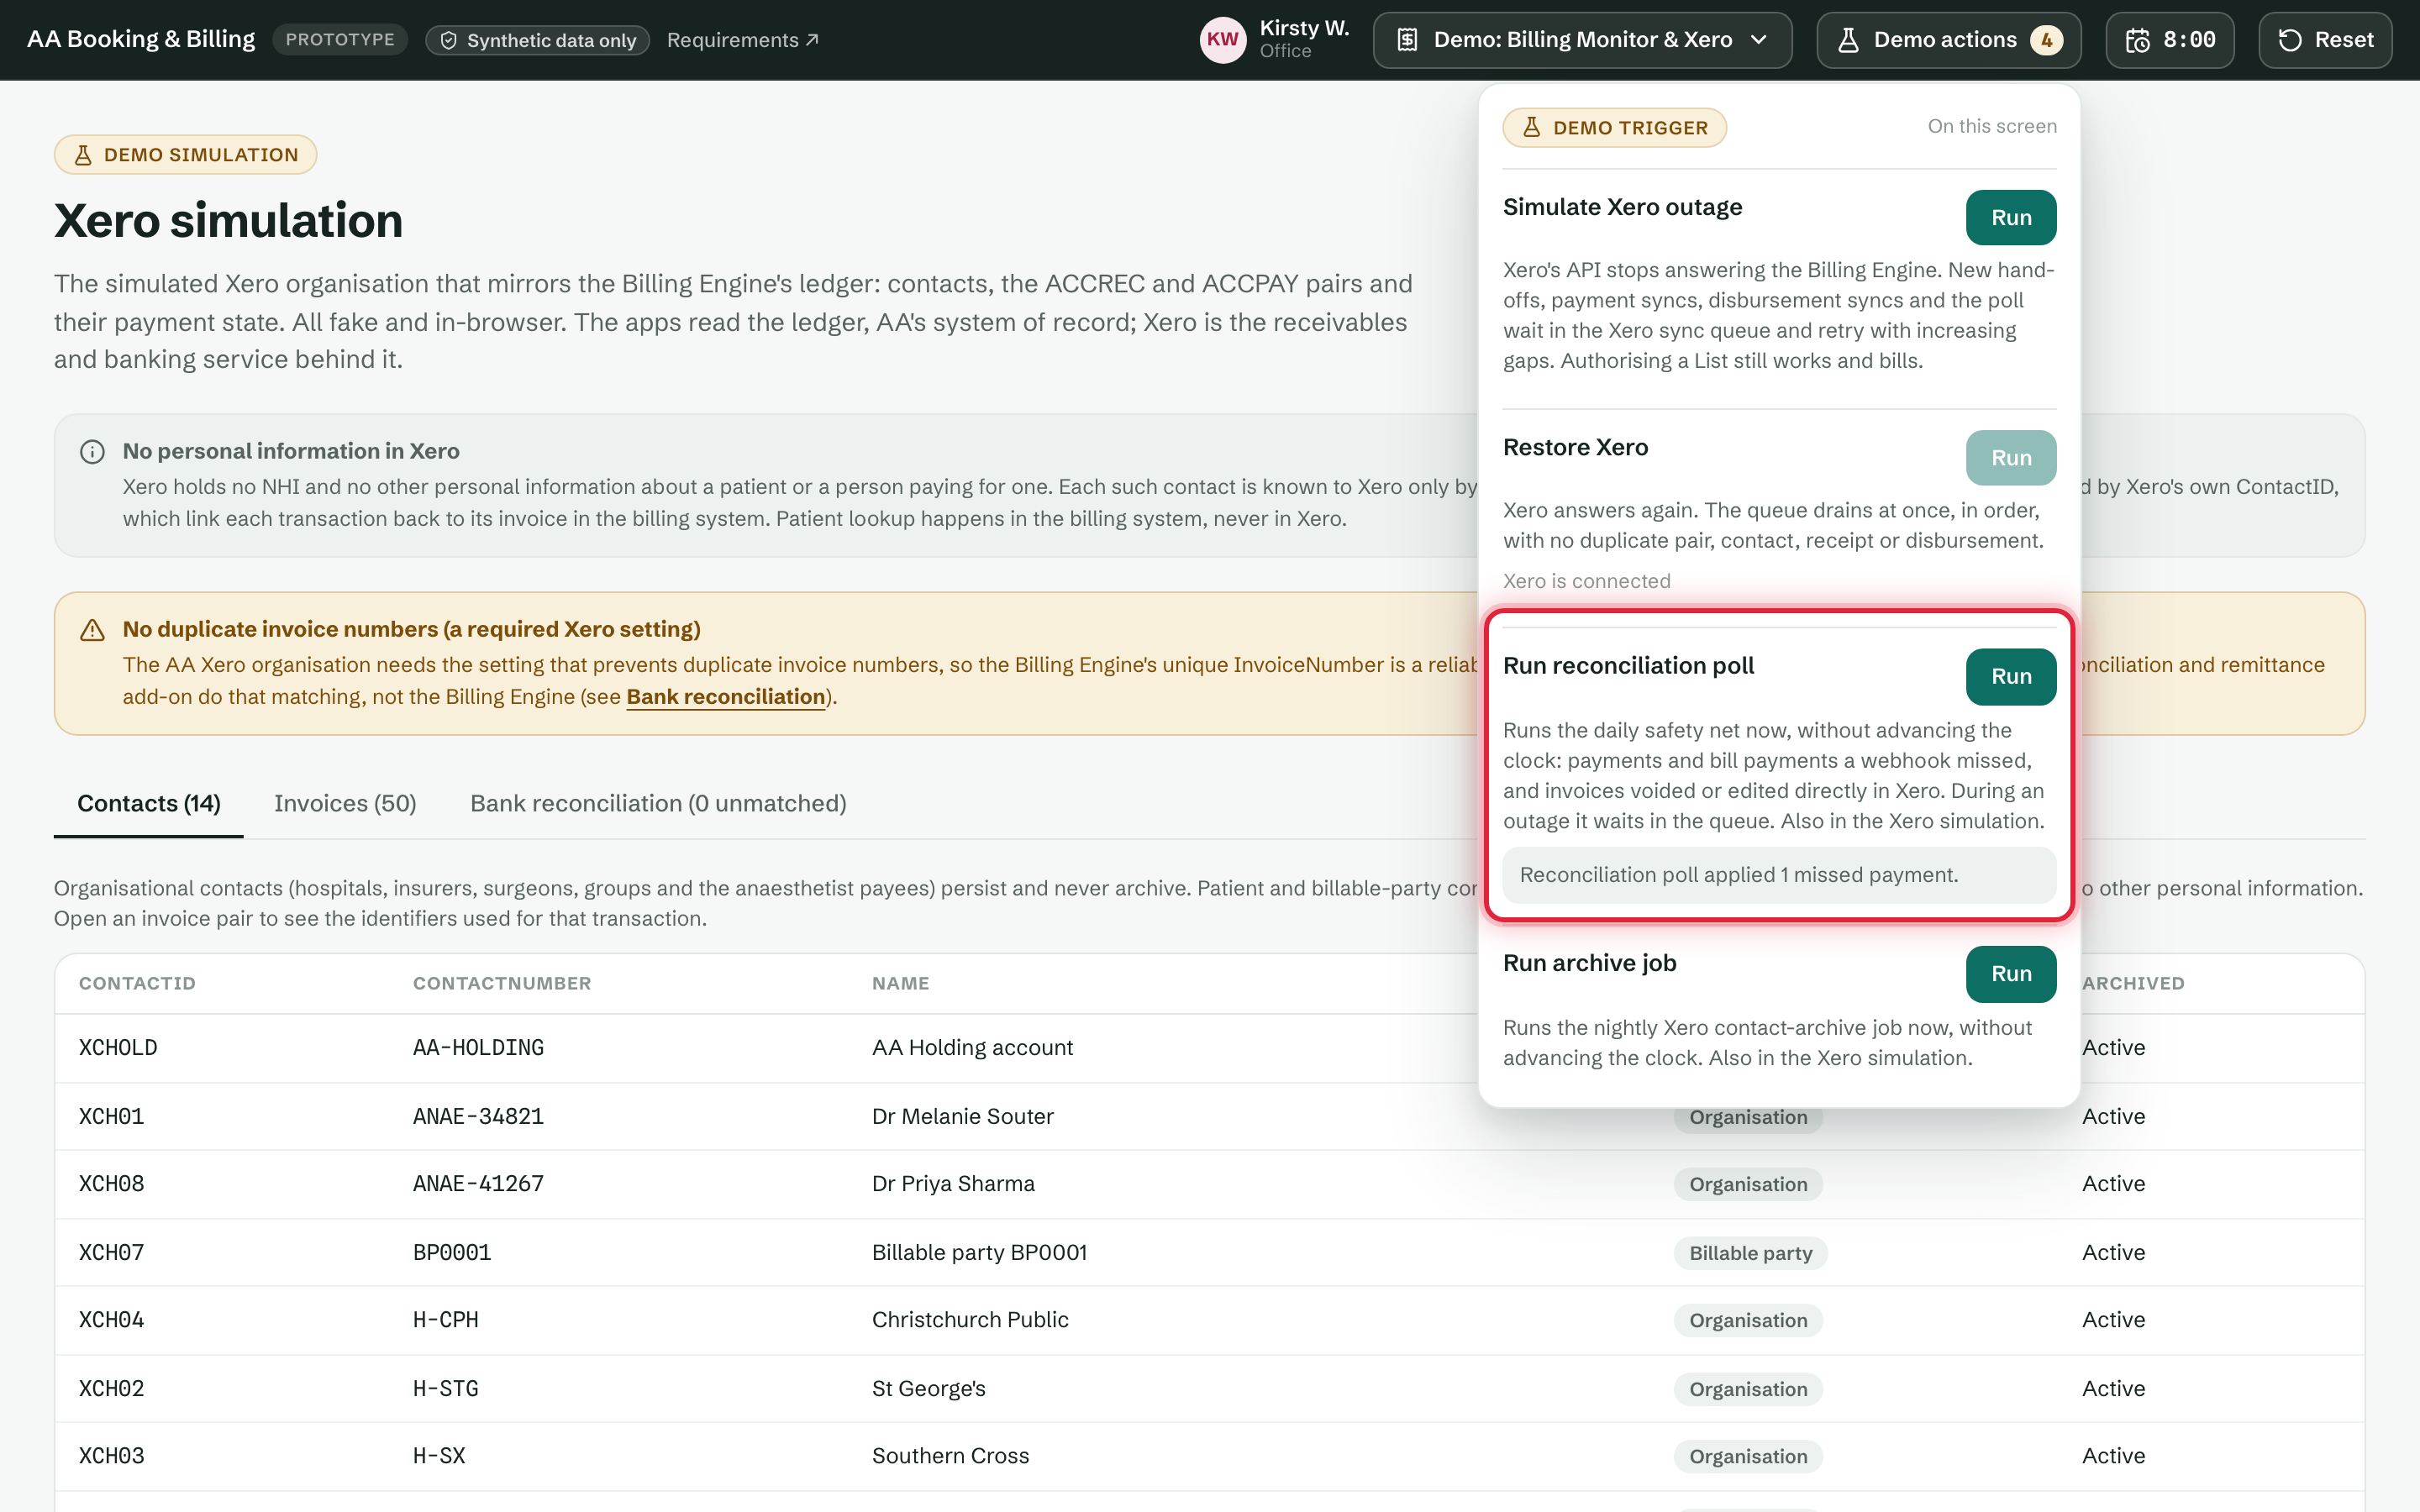 AA Booking & Billing
PROTOTYPE
Synthetic data only
Requirements ↗
KW
Kirsty W.
Office
Demo: Billing Monitor & Xero
Demo actions 4
8:00
Reset
DEMO SIMULATION
Xero simulation
The simulated Xero organisation that mirrors the Billing Engine's ledger: contacts, the ACCREC and ACCPAY pairs and
their payment state. All fake and in-browser. The apps read the ledger, AA's system of record; Xero is the receivables
and banking service behind it.
No personal information in Xero
Xero holds no NHI and no other personal information about a patient or a person paying for one. Each such contact is known to Xero only by
d by Xero's own ContactID,
which link each transaction back to its invoice in the billing system. Patient lookup happens in the billing system, never in Xero.
No duplicate invoice numbers (a required Xero setting)
The AA Xero organisation needs the setting that prevents duplicate invoice numbers, so the Billing Engine's unique InvoiceNumber is a
and remittance
add-on do that matching, not the Billing Engine (see Bank reconciliation).
DEMO TRIGGER
On this screen
Simulate Xero outage
Run
Xero's API stops answering the Billing Engine. New hand-
offs, payment syncs, disbursement syncs and the poll
wait in the Xero sync queue and retry with increasing
gaps. Authorising a List still works and bills.
Restore Xero
Run
Xero answers again. The queue drains at once, in order,
with no duplicate pair, contact, receipt or disbursement.
Xero is connected
Run reconciliation poll
Run
Runs the daily safety net now, without advancing the
clock: payments and bill payments a webhook missed,
and invoices voided or edited directly in Xero. During an
outage it waits in the queue. Also in the Xero simulation.
Reconciliation poll applied 1 missed payment.
Run archive job
Run
Runs the nightly Xero contact-archive job now, without
advancing the clock. Also in the Xero simulation.
Contacts (14)
Invoices (50)
Bank reconciliation (0 unmatched)
Organisational contacts (hospitals, insurers, surgeons, groups and the anaesthetist payees) persist and never archive. Patient and billable-party
other personal information.
Open an invoice pair to see the identifiers used for that transaction.
CONTACTID CONTACTNUMBER NAME ARCHIVED
XCHOLD AA-HOLDING AA Holding account Active
XCH01 ANAE-34821 Dr Melanie Souter Organisation Active
XCH08 ANAE-41267 Dr Priya Sharma Organisation Active
XCH07 BP0001 Billable party BP0001 Billable party Active
XCH04 H-CPH Christchurch Public Organisation Active
XCH02 H-STG St George's Organisation Active
XCH03 H-SX Southern Cross Organisation Active